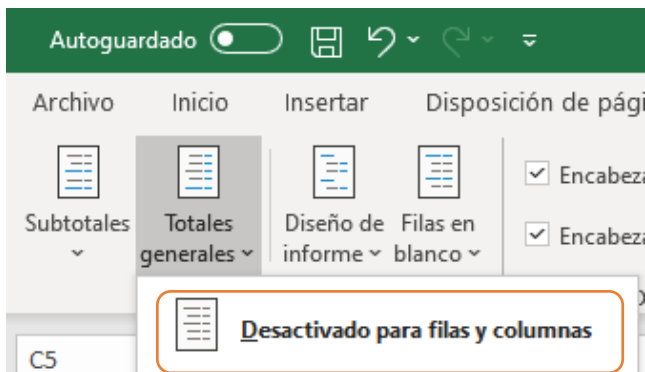 Autoguardado
Archivo Inicio Insertar Disposición de pági
Subtotales Totales generales Diseño de informe Filas en blanco
Encabeza
Encabeza
Desactivado para filas y columnas
C5